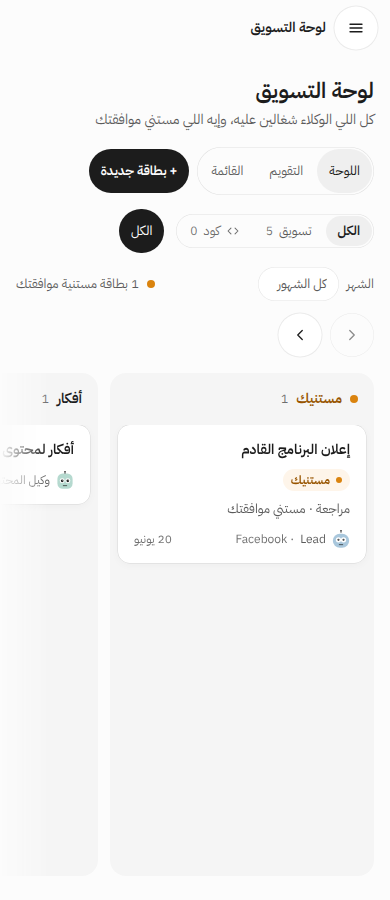 لوحة التسويق
لوحة التسويق
كل اللي الوكلاء شغالين عليه، وإيه اللي مستني موافقتك
اللوحة التقويم القائمة + بطاقة جديدة
الكل تسويق 5 كود 0 الكل
الشهر كل الشهور 1 بطاقة مستنية موافقتك
مستنيك 1
إعلان البرنامج القادم
مستنيك
مراجعة · مستني موافقتك
Lead · Facebook 20 يونيو
أفكار 1
أفكار لمحتوى
وكيل